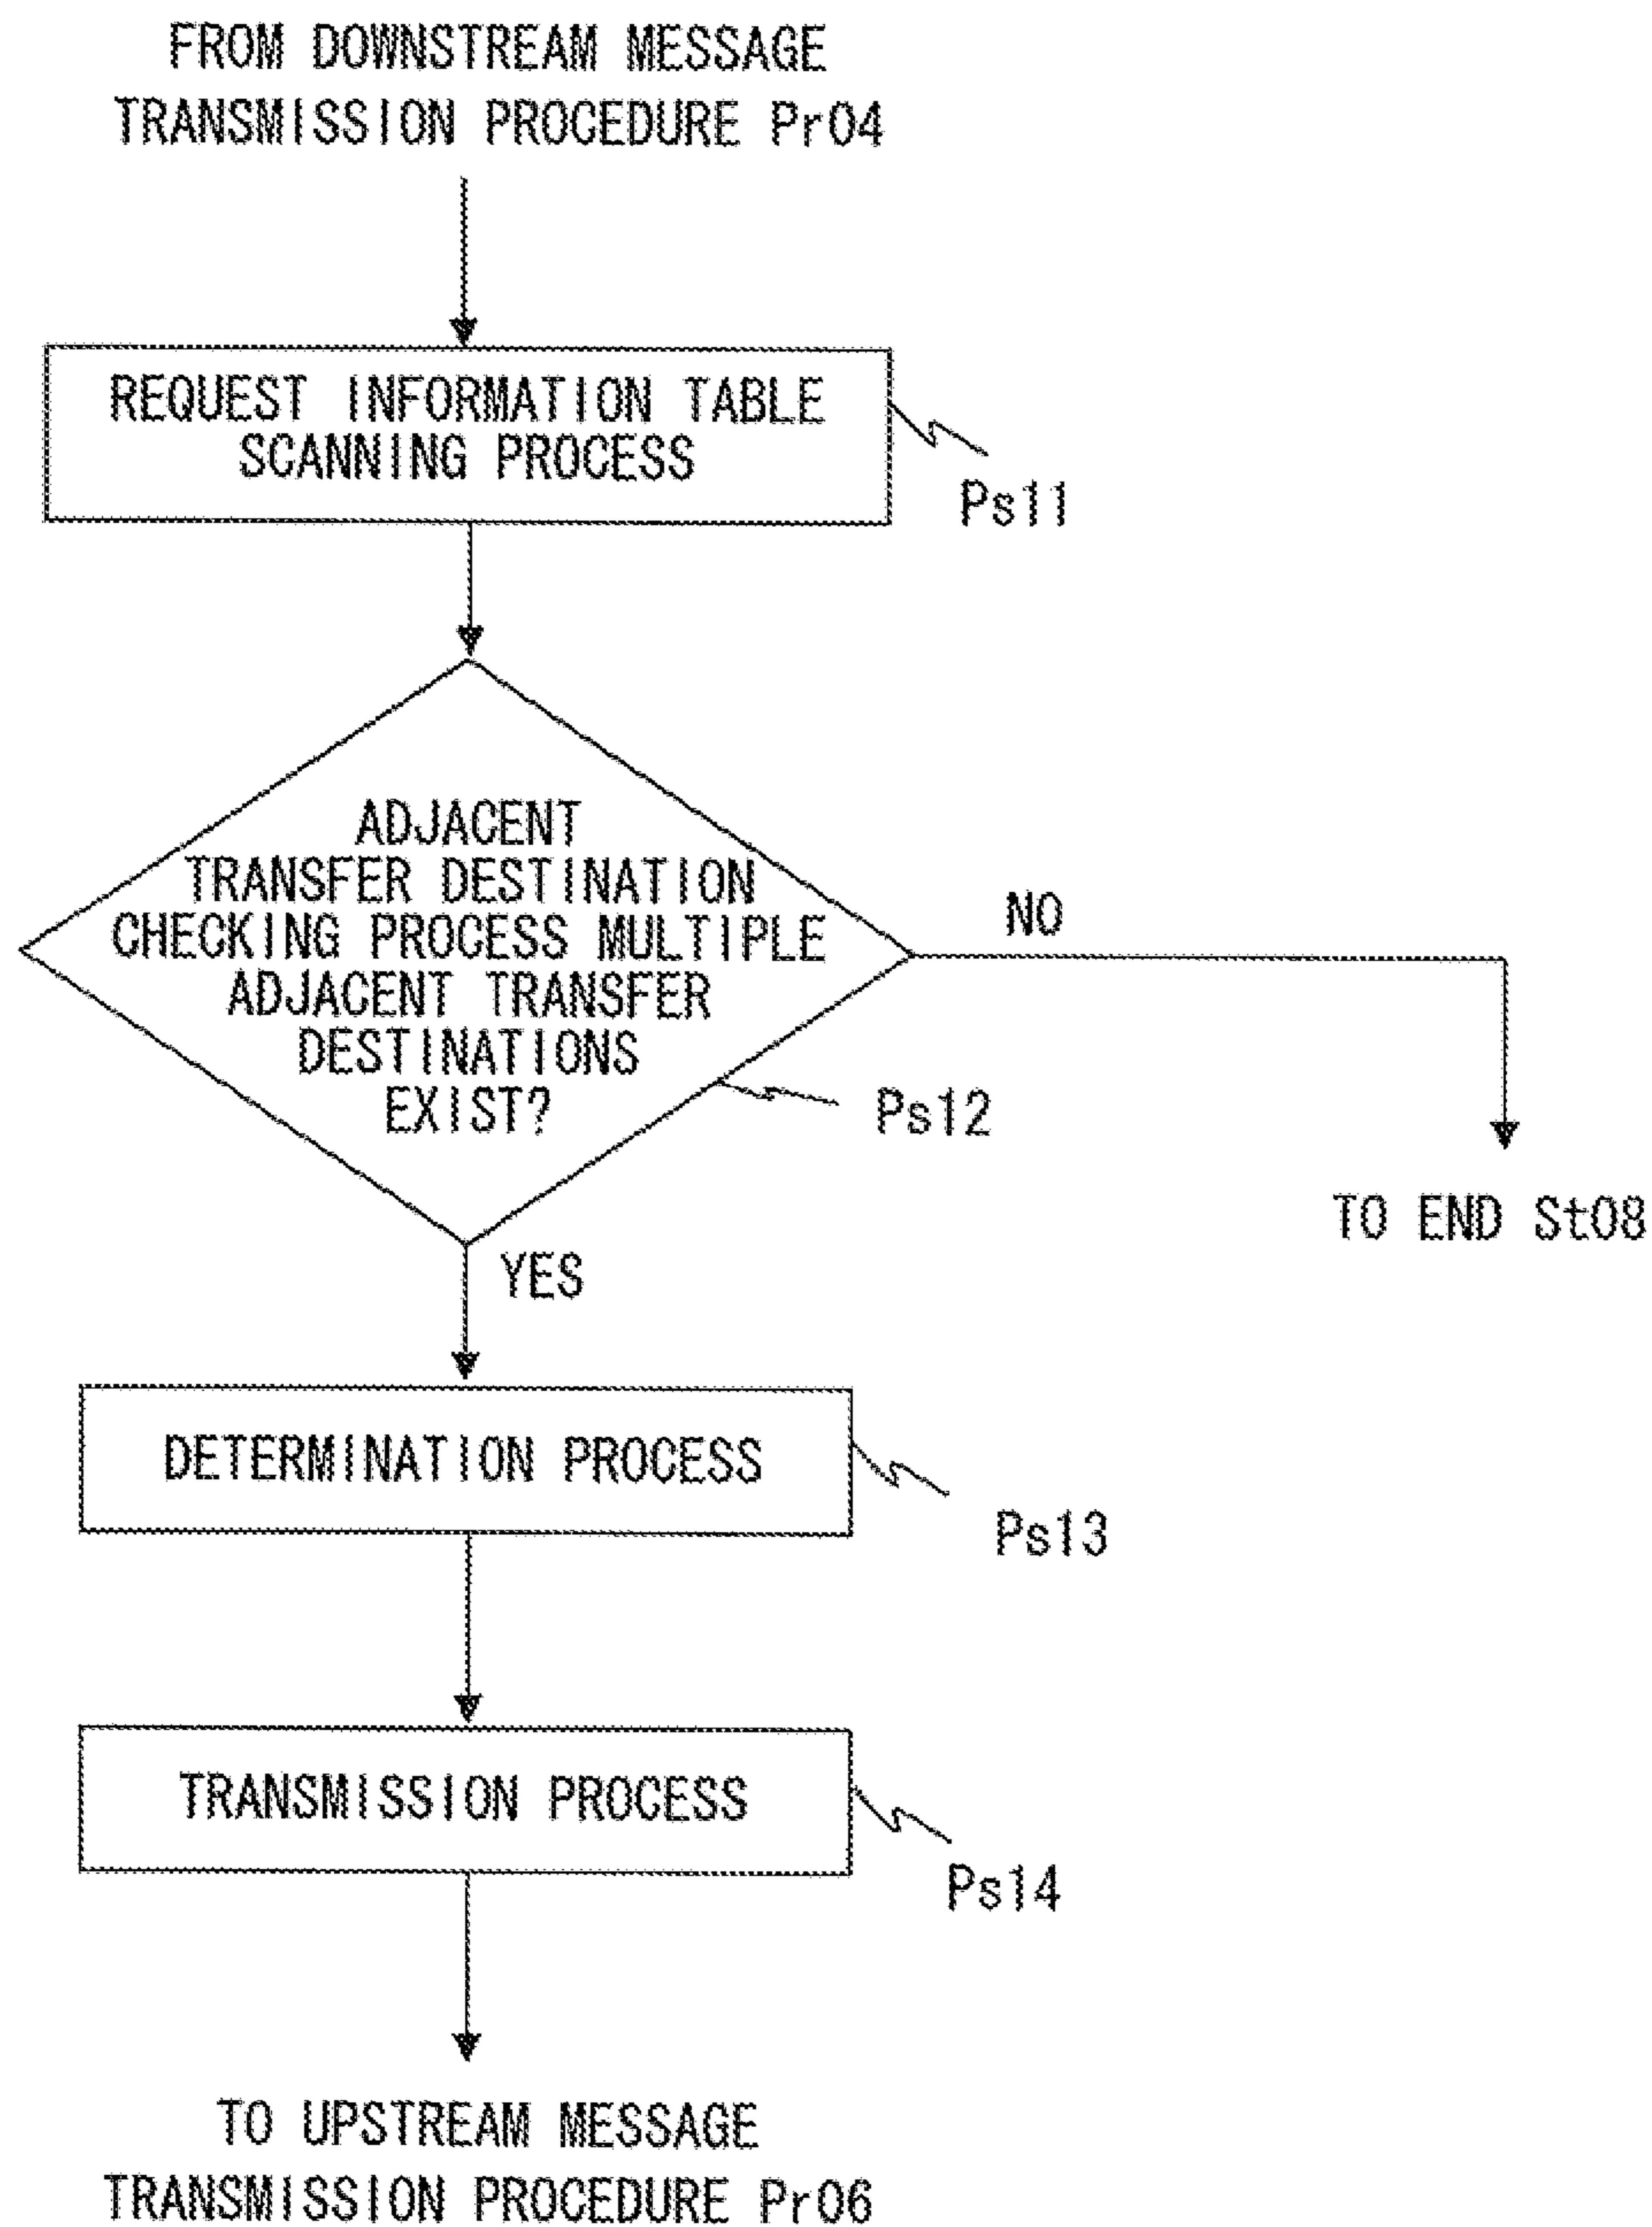 FROM DOWNSTREAM MESSAGE
TRANSMISSION PROCEDURE Pr04
REQUEST INFORMATION TABLE
SCANNING PROCESS
Ps11
ADJACENT
TRANSFER DESTINATION
CHECKING PROCESS MULTIPLE
ADJACENT TRANSFER
DESTINATIONS
EXIST?
NO
Ps12
TO END St08
YES
DETERMINATION PROCESS
Ps13
TRANSMISSION PROCESS
Ps14
TO UPSTREAM MESSAGE
TRANSMISSION PROCEDURE Pr06